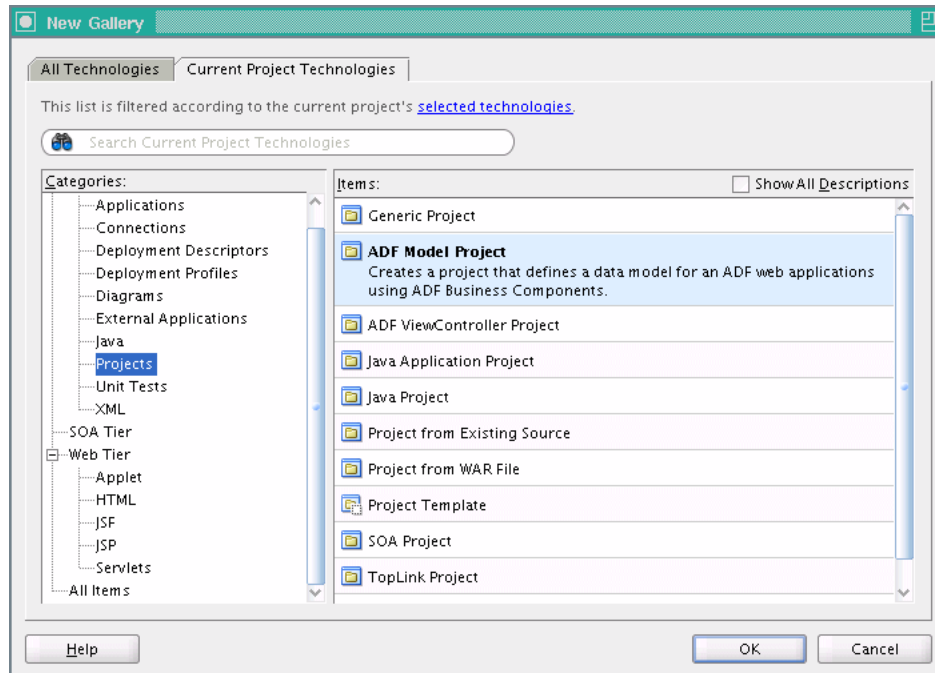 New Gallery
All Technologies
Current Project Technologies
This list is filtered according to the current project's selected technologies.
Search Current Project Technologies
Categories:
Applications
Connections
Deployment Descriptors
Deployment Profiles
Diagrams
External Applications
Java
Projects
Unit Tests
XML
SOA Tier
Web Tier
Applet
HTML
JSF
JSP
Servlets
All Items
Items:
Show All Descriptions
Generic Project
ADF Model Project
Creates a project that defines a data model for an ADF web applications
using ADF Business Components.
ADF ViewController Project
Java Application Project
Java Project
Project from Existing Source
Project from WAR File
Project Template
SOA Project
TopLink Project
Help
OK
Cancel